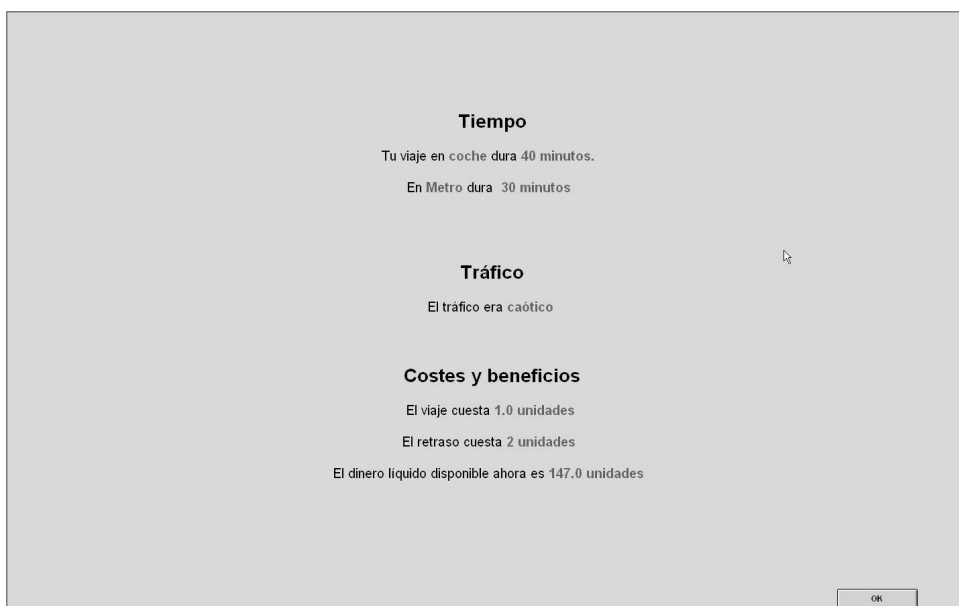 Tiempo
Tu viaje en coche dura 40 minutos.
En Metro dura 30 minutos
Tráfico
El tráfico era caótico
Costes y beneficios
El viaje cuesta 1.0 unidades
El retraso cuesta 2 unidades
El dinero líquido disponible ahora es 147.0 unidades
OK